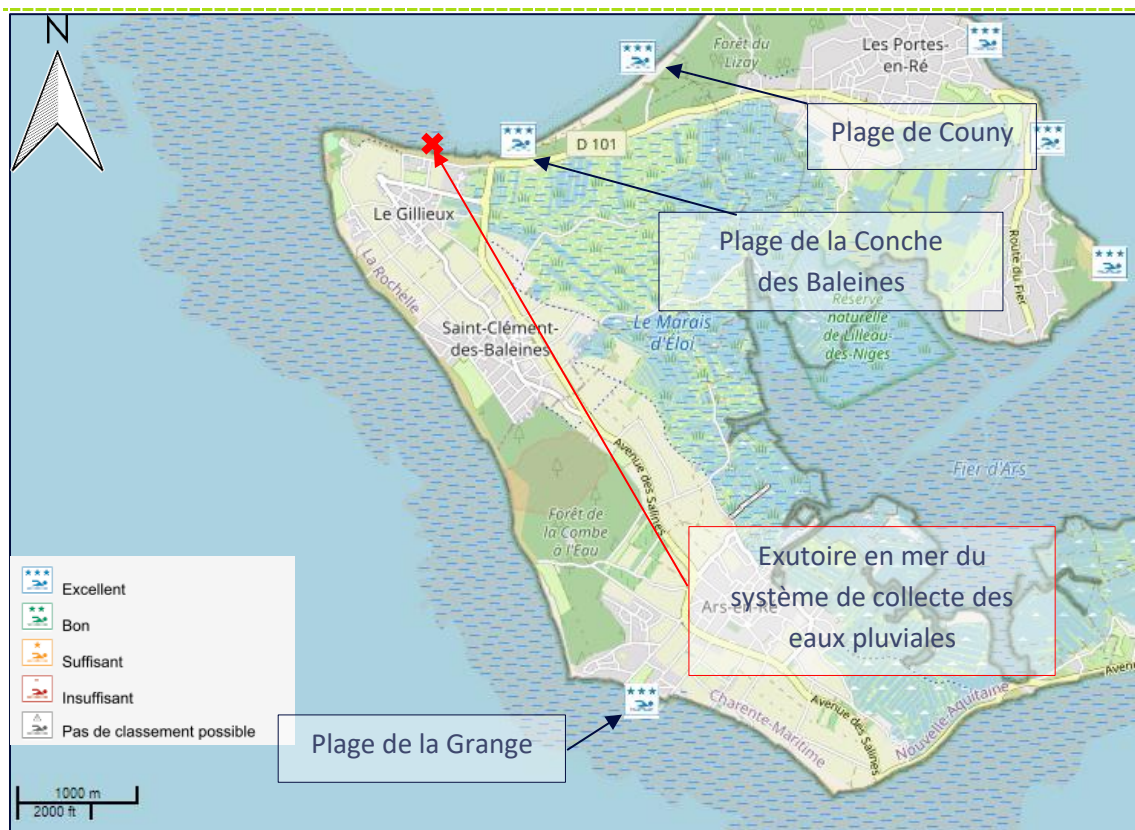 N
Forêt du
Lizay
Les Portes-
en-Ré
Plage de Couny
D 101
Le Gillieux
Plage de la Conche
des Baleines
Route du Fier
La Rochelle
Saint-Clément-
des-Baleines
Le Marais
d'Éloi
Réserve
naturelle
de Lilleau-
des-Niges
Avenue des Salines
Fier d'Ars
Forêt de
la Combe
à l'Eau
Exutoire en mer du
système de collecte des
eaux pluviales
Ars-en-Ré
Excellent
Bon
Suffisant
Insuffisant
Pas de classement possible
Plage de la Grange
Charente-Maritime
Avenue des Salines
Nouvelle-Aquitaine
Avenue
1000 m
2000 ft